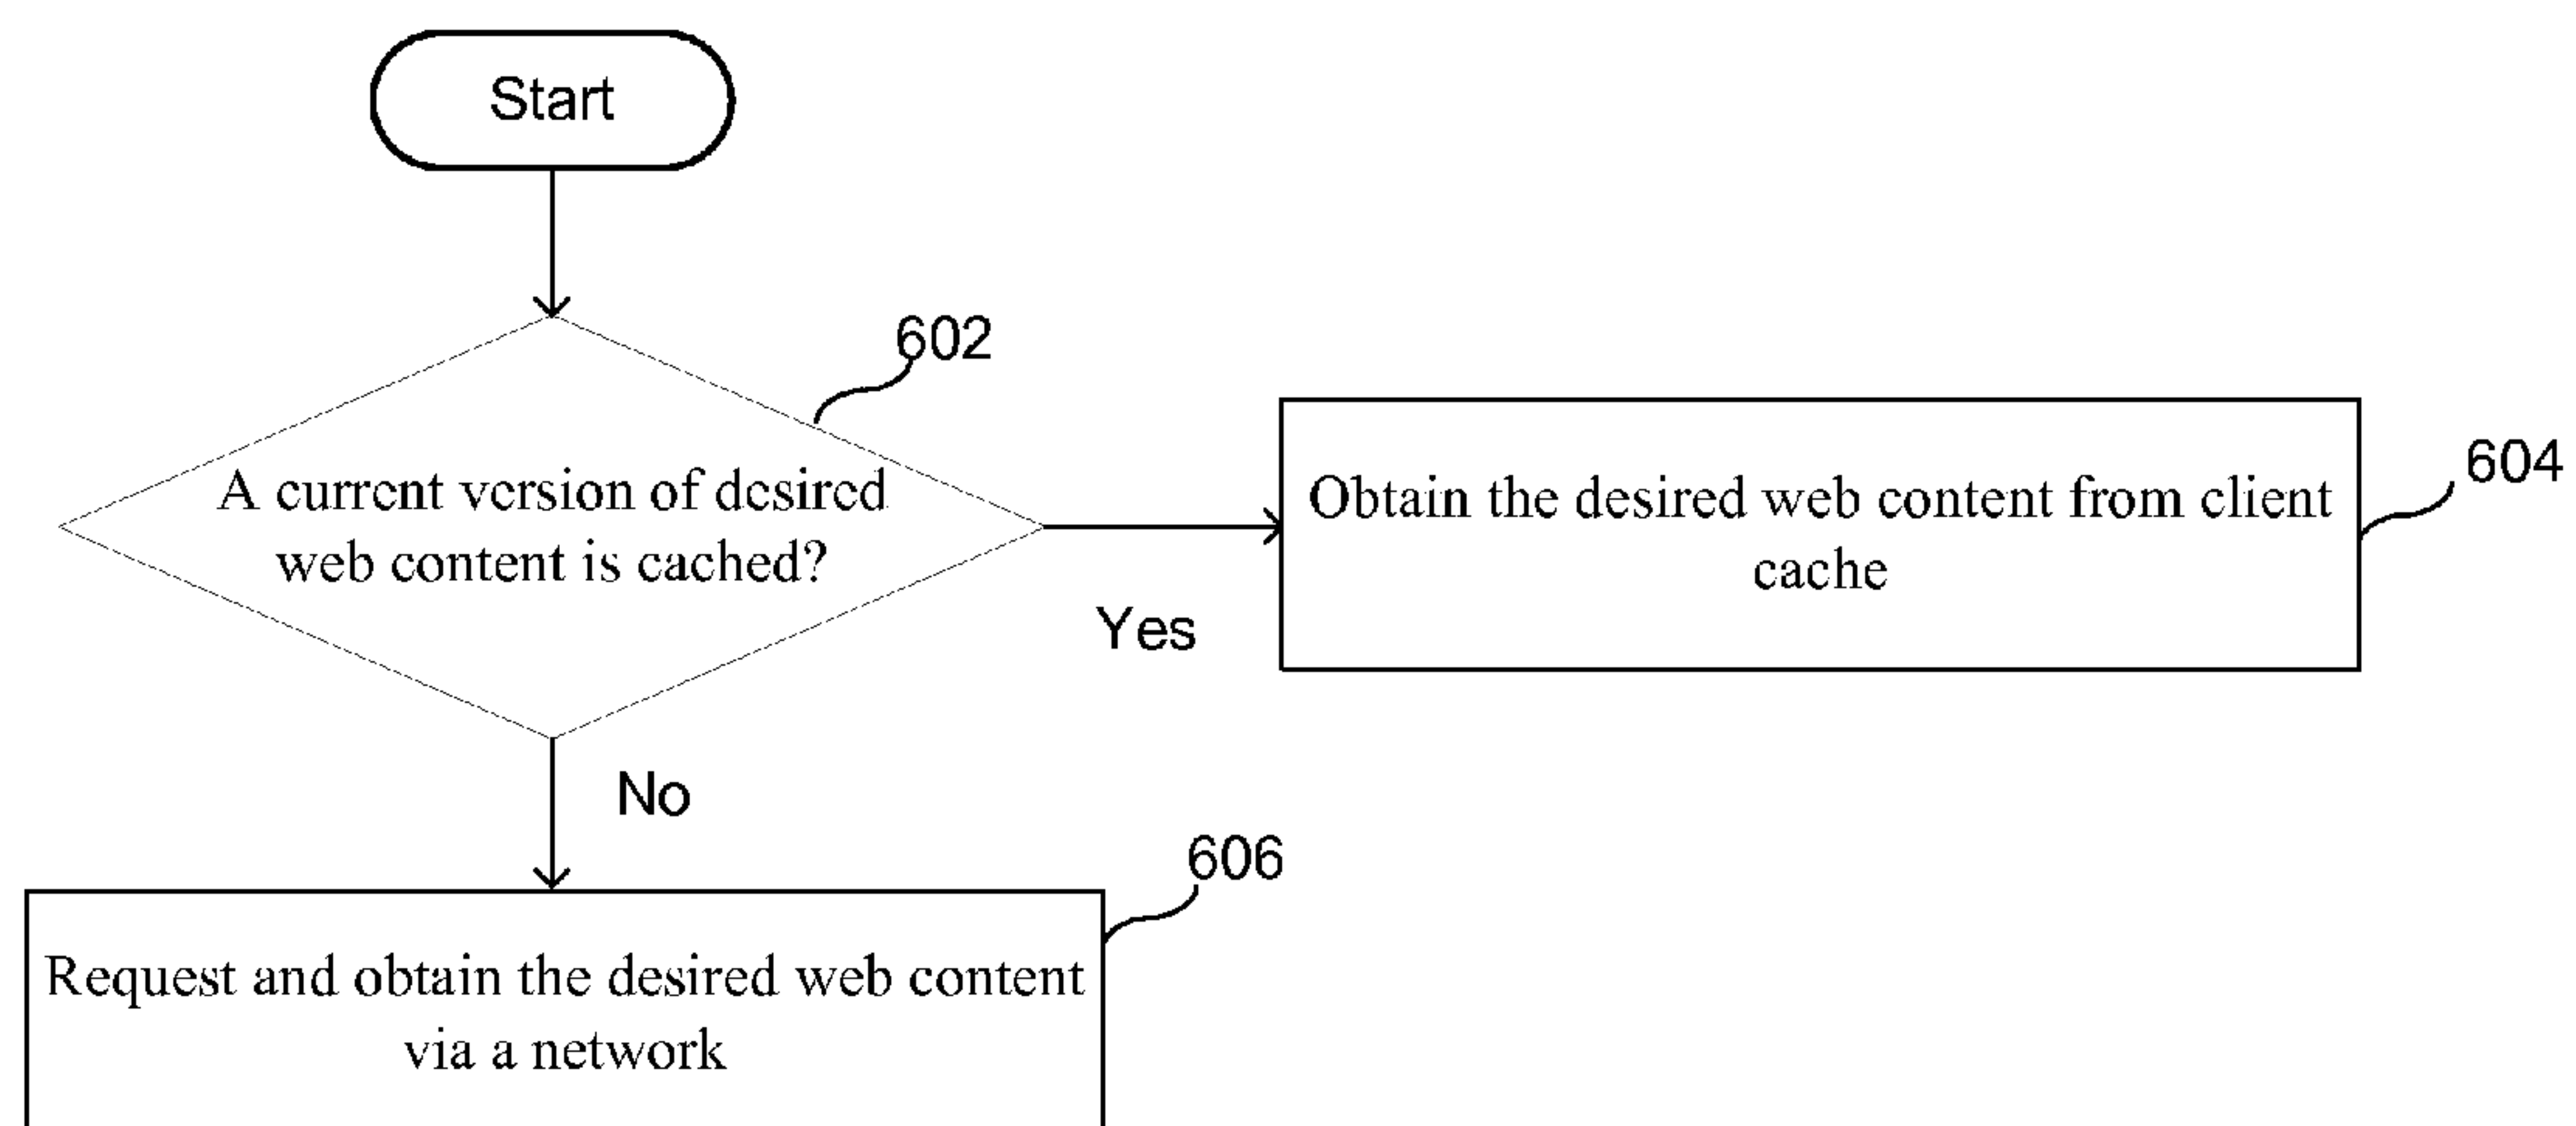 Start
602
A current version of desired
web content is cached?
Yes
Obtain the desired web content from client
cache
604
No
606
Request and obtain the desired web content
via a network